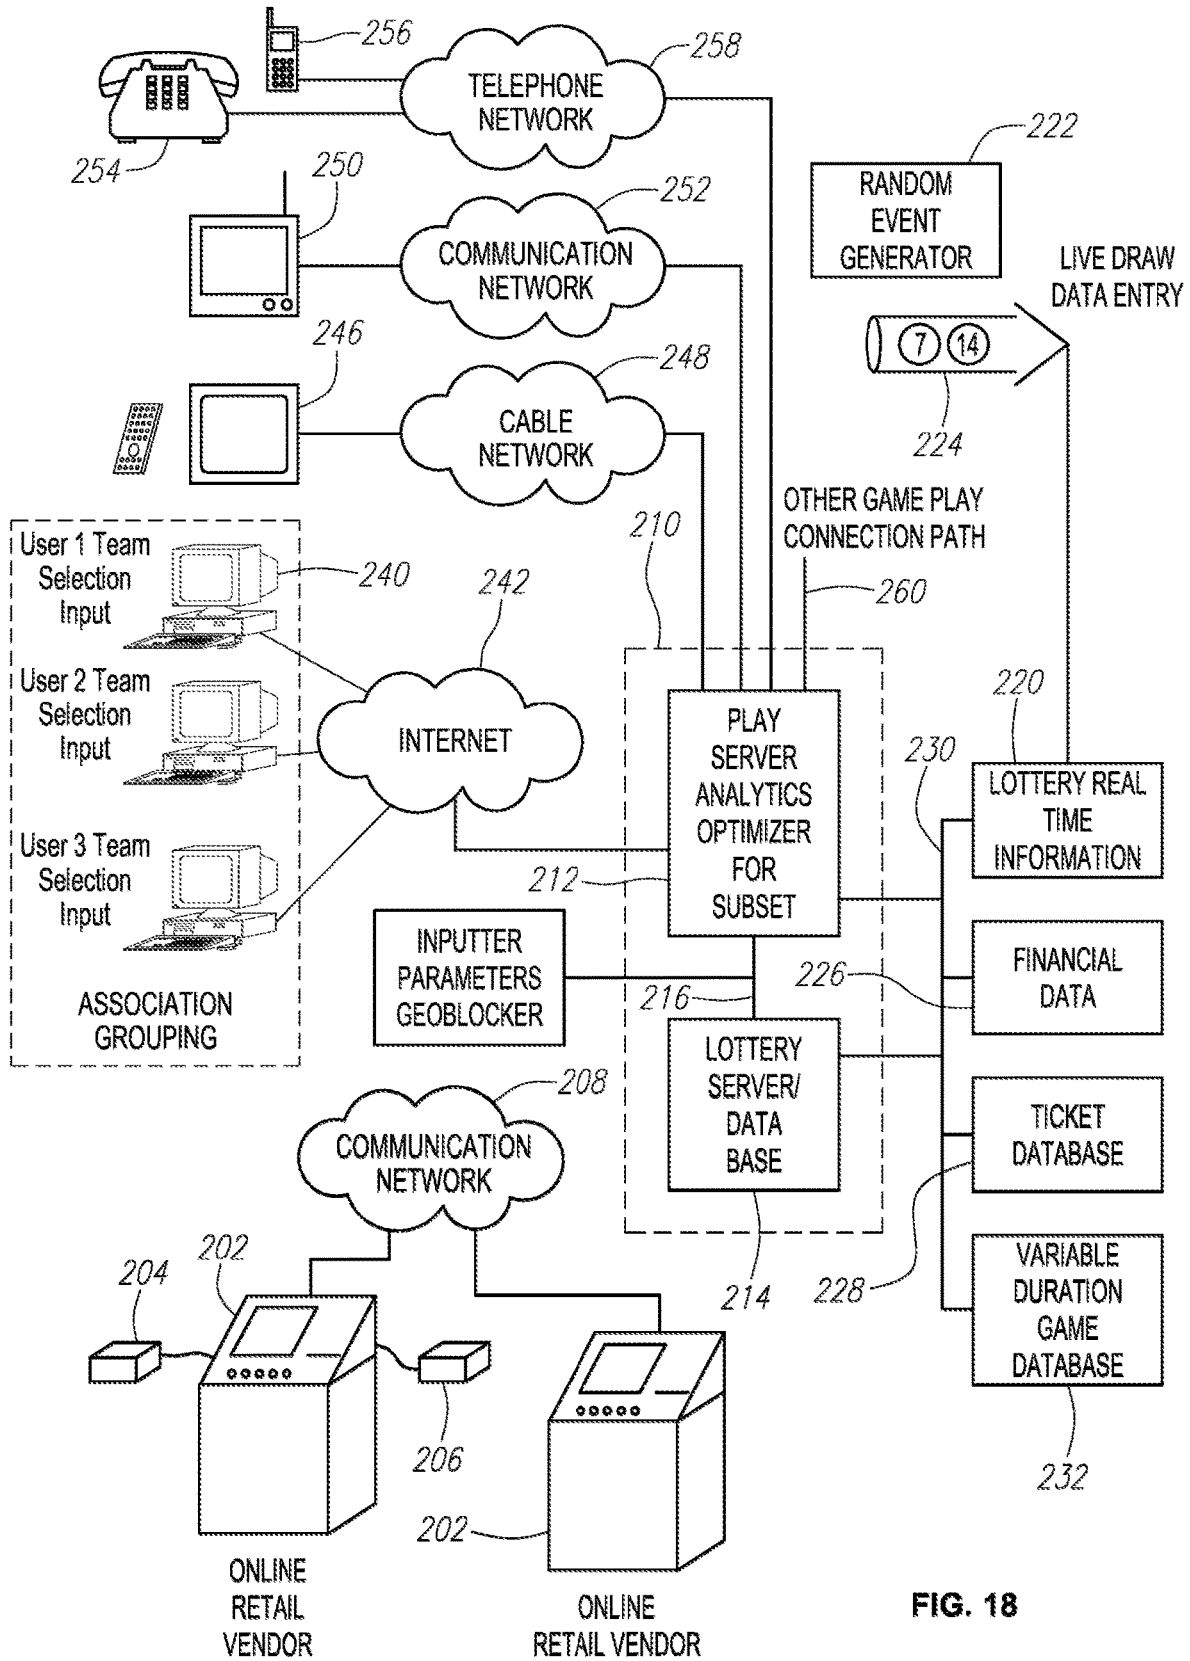 256
258
TELEPHONE
NETWORK
254
222
RANDOM
EVENT
GENERATOR
250
252
COMMUNICATION
NETWORK
LIVE DRAW
DATA ENTRY
7
14
224
246
248
CABLE
NETWORK
OTHER GAME PLAY
CONNECTION PATH
260
210
User 1 Team
Selection
Input
240
242
User 2 Team
Selection
Input
INTERNET
User 3 Team
Selection
Input
ASSOCIATION
GROUPING
PLAY
SERVER
ANALYTICS
OPTIMIZER
FOR
SUBSET
212
220
230
LOTTERY REAL
TIME
INFORMATION
INPUTTER
PARAMETERS
GEOBLOCKER
216
226
FINANCIAL
DATA
LOTTERY
SERVER/
DATA
BASE
214
TICKET
DATABASE
228
VARIABLE
DURATION
GAME
DATABASE
232
208
COMMUNICATION
NETWORK
202
204
206
202
ONLINE
RETAIL
VENDOR
ONLINE
RETAIL VENDOR
FIG. 18